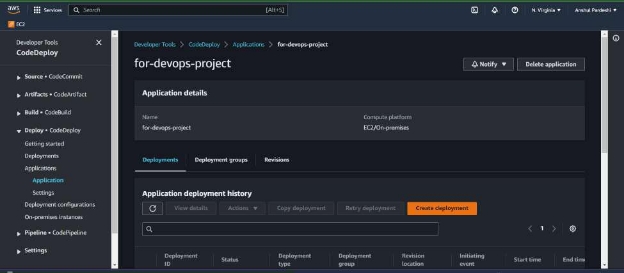 aws Services Search [Alt+S] N. Virginia Anshul Pardeshi
EC2
Developer Tools
CodeDeploy
Source • CodeCommit
Artifacts • CodeArtifact
Build • CodeBuild
Deploy • CodeDeploy
Getting started
Deployments
Applications
Application
Settings
Deployment configurations
On-premises instances
Pipeline • CodePipeline
Settings
Developer Tools CodeDeploy Applications for-devops-project
for-devops-project
Notify Delete application
Application details
Name Compute platform
for-devops-project EC2/On-premises
Deployments Deployment groups Revisions
Application deployment history
View details Actions Copy deployment Retry deployment Create deployment
1
Deployment ID Status Deployment type Deployment group Revision location Initiating event Start time End time